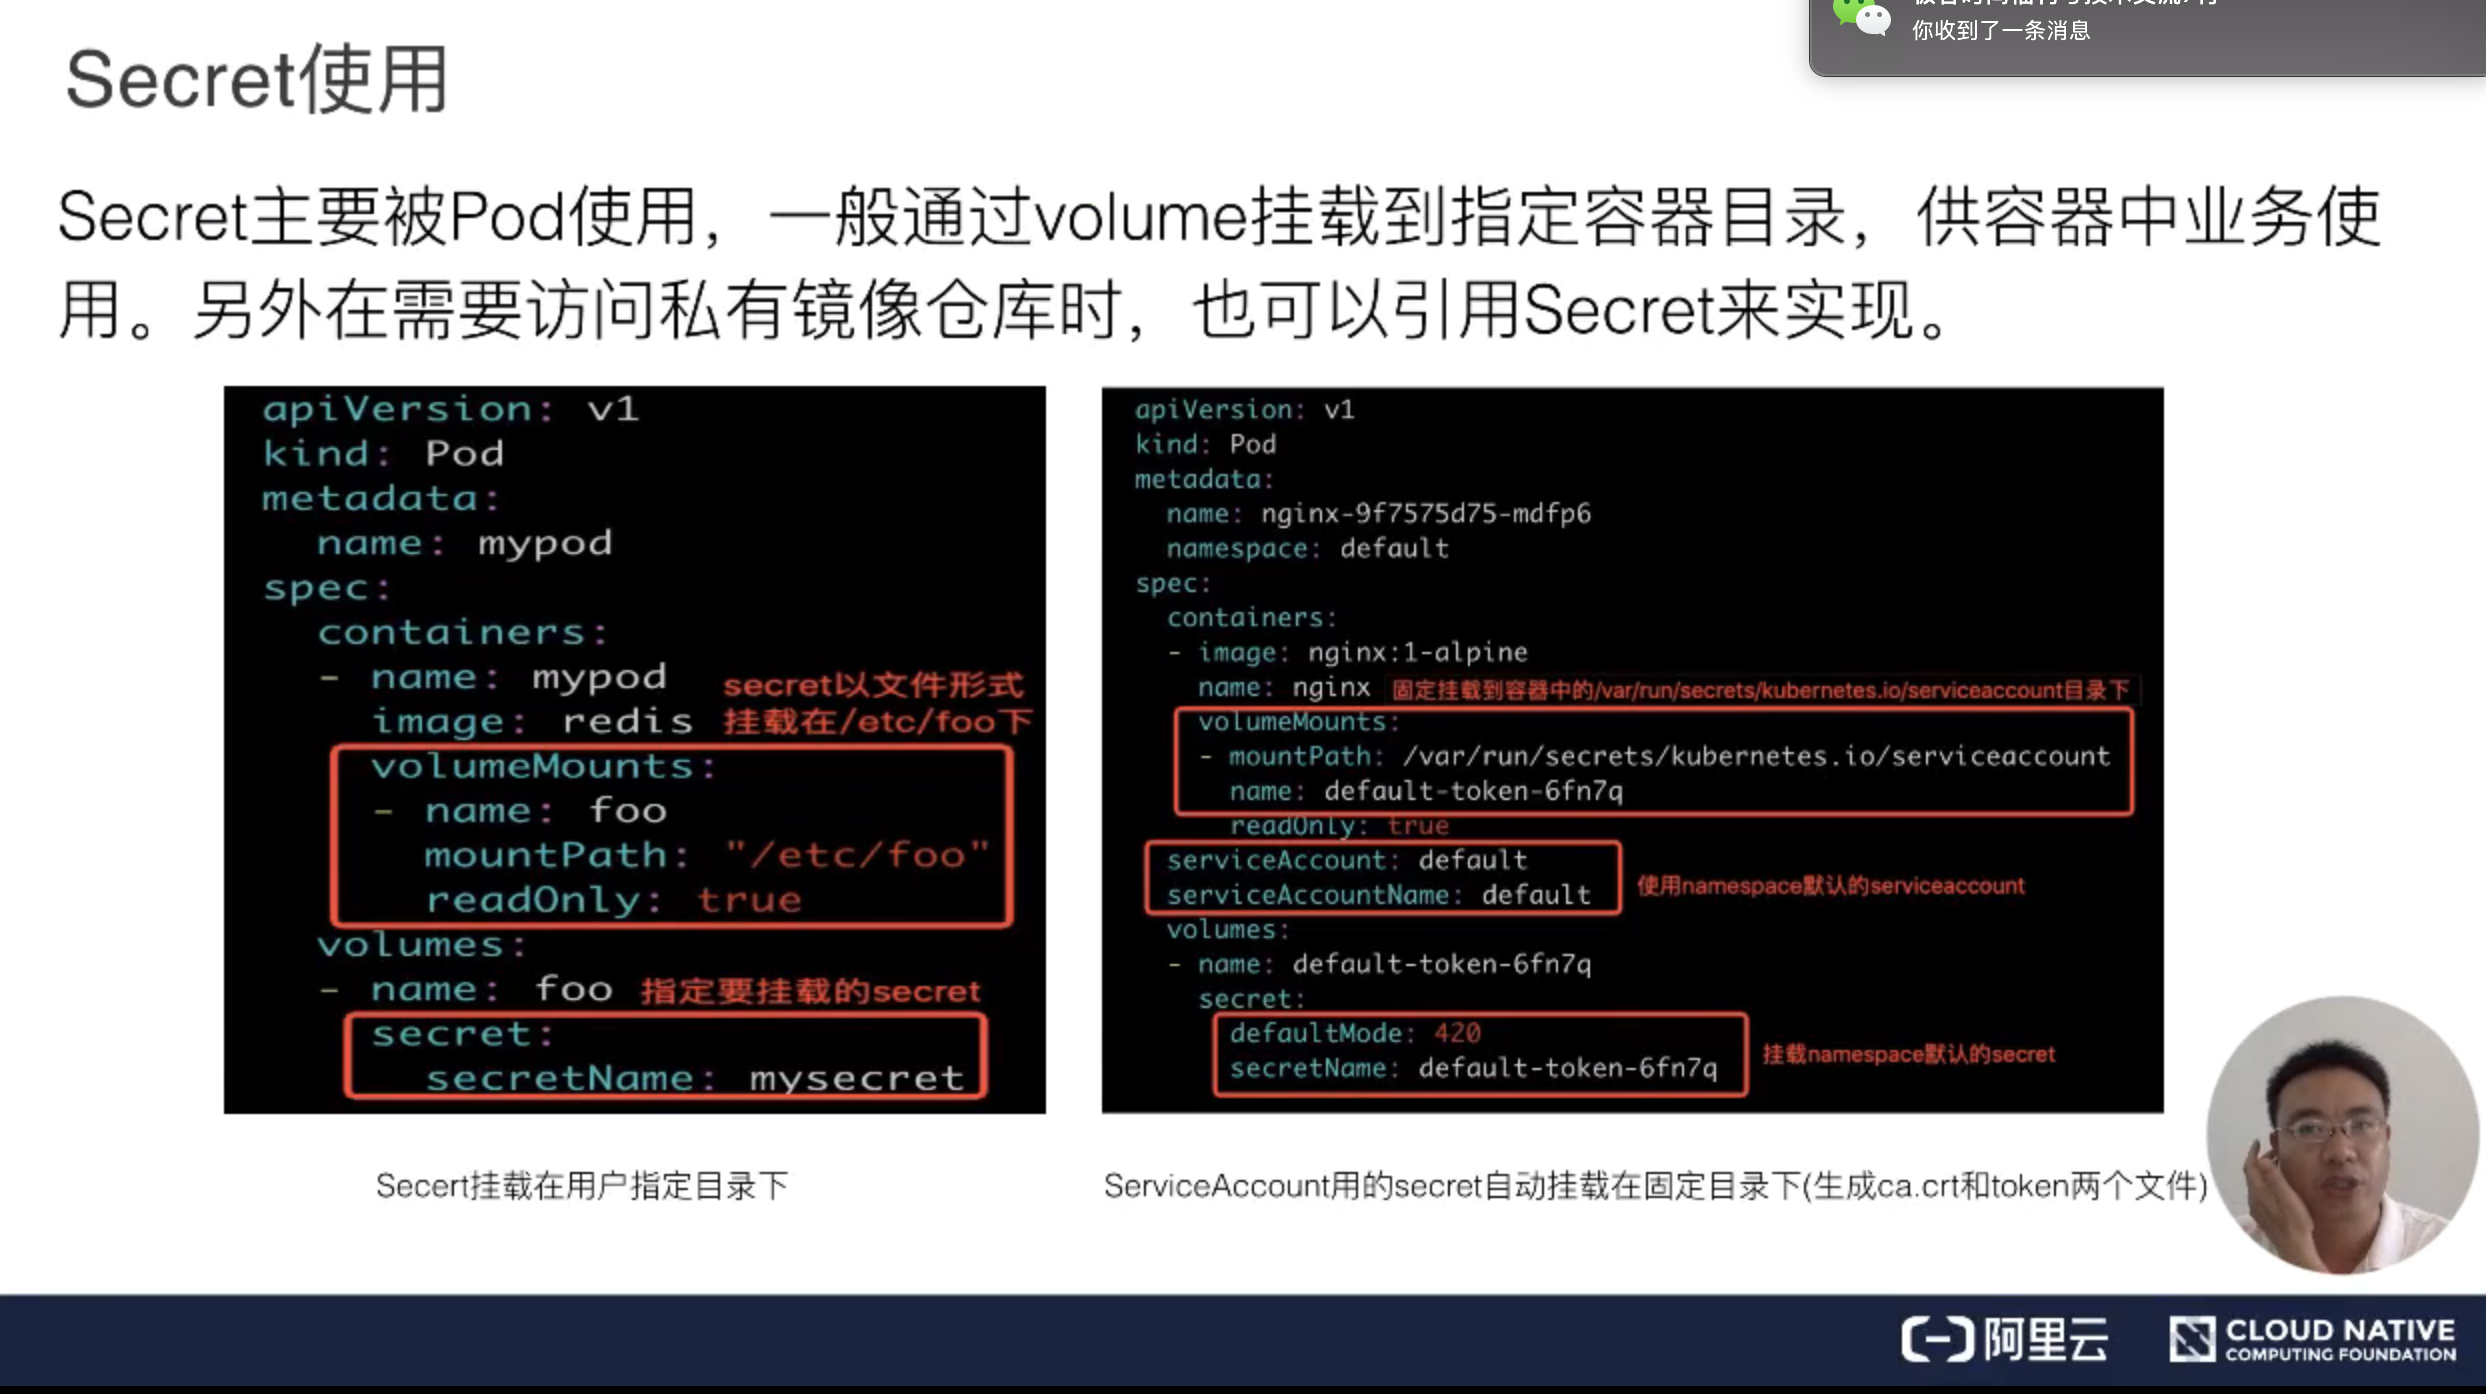 你收到了一条消息
Secret使用
Secret主要被Pod使用，一般通过volume挂载到指定容器目录，供容器中业务使
用。另外在需要访问私有镜像仓库时，也可以引用Secret来实现。
apiVersion: v1
kind: Pod
metadata:
  name: mypod
spec:
  containers:
  - name: mypod
secret以文件形式
    image: redis
挂载在/etc/foo下
    volumeMounts:
    - name: foo
      mountPath: "/etc/foo"
      readOnly: true
  volumes:
  - name: foo 指定要挂载的secret
    secret:
      secretName: mysecret
Secert挂载在用户指定目录下
apiVersion: v1
kind: Pod
metadata:
  name: nginx-9f7575d75-mdfp6
  namespace: default
spec:
  containers:
  - image: nginx:1-alpine
    name: nginx 固定挂载到容器中的/var/run/secrets/kubernetes.io/serviceaccount目录下
    volumeMounts:
    - mountPath: /var/run/secrets/kubernetes.io/serviceaccount
      name: default-token-6fn7q
      readOnly: true
  serviceAccount: default
  serviceAccountName: default
使用namespace默认的serviceaccount
  volumes:
  - name: default-token-6fn7q
    secret:
      defaultMode: 420
      secretName: default-token-6fn7q
挂载namespace默认的secret
ServiceAccount用的secret自动挂载在固定目录下(生成ca.crt和token两个文件)
阿里云
CLOUD NATIVE
COMPUTING FOUNDATION